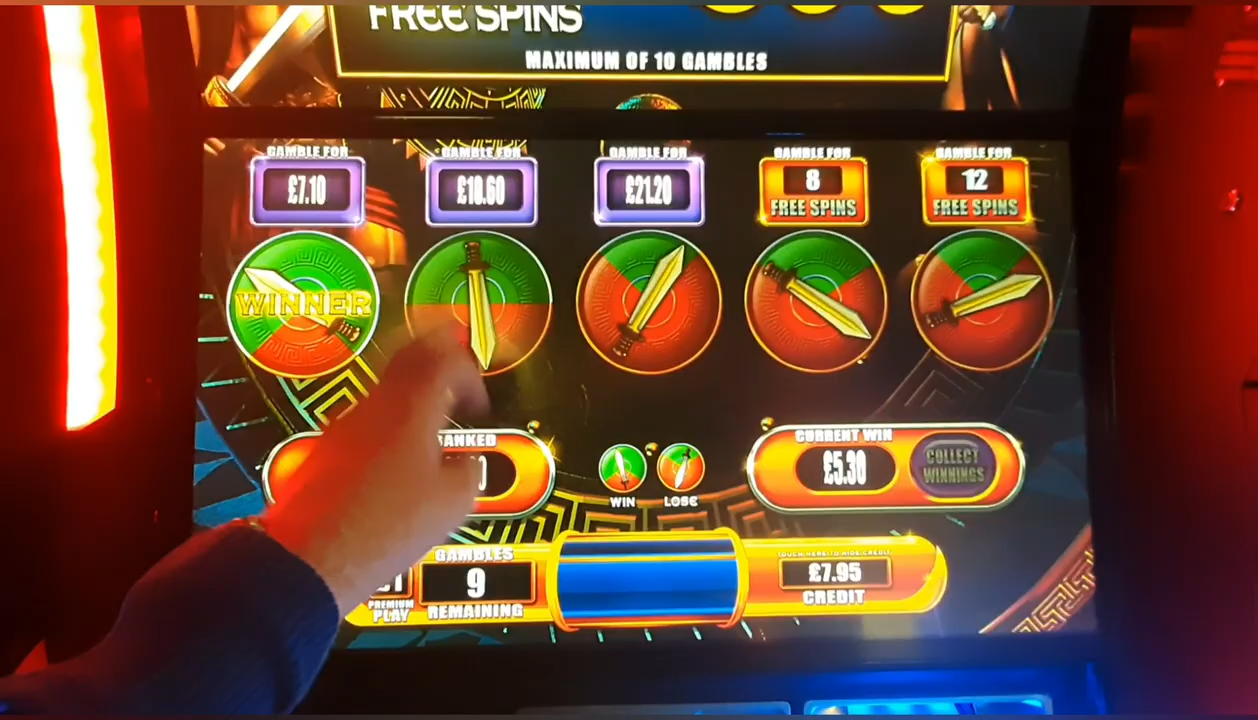 FREE SPINS
MAXIMUM OF 10 GAMBLES
GAMBLE FOR
£7.10
GAMBLE FOR
£10.60
GAMBLE FOR
£21.20
GAMBLE FOR
8
FREE SPINS
GAMBLE FOR
12
FREE SPINS
WINNER
BANKED
WIN
LOSE
CURRENT WIN
£5.30
COLLECT
WINNINGS
PREMIUM
PLAY
GAMBLES
9
REMAINING
TOUCH HERE TO HIDE CREDIT
£7.95
CREDIT